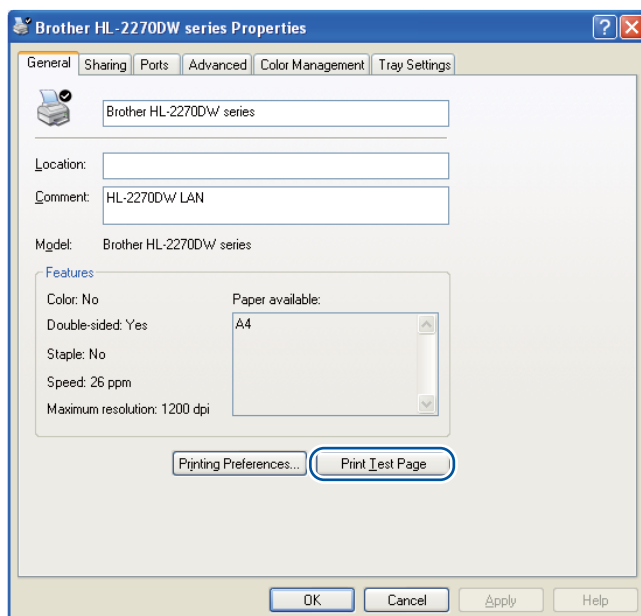 Brother HL-2270DW series Properties
General Sharing Ports Advanced Color Management Tray Settings
Brother HL-2270DW series
Location:
Comment: HL-2270DW LAN
Model: Brother HL-2270DW series
Features
Color: No Paper available:
Double-sided: Yes A4
Staple: No
Speed: 26 ppm
Maximum resolution: 1200 dpi
Printing Preferences... Print Test Page
OK Cancel Apply Help